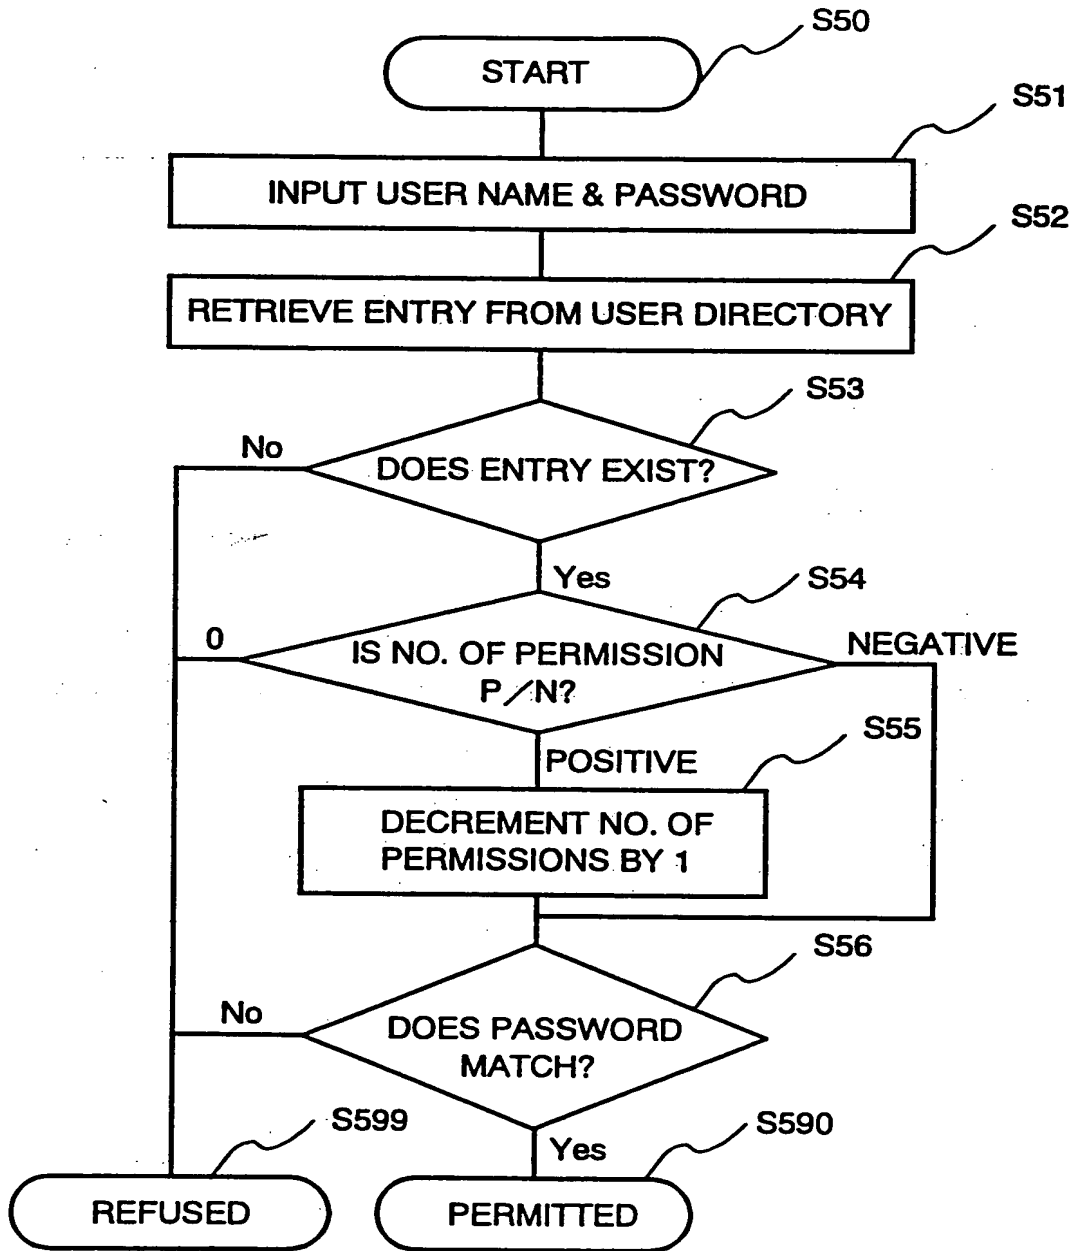 S50
START
S51
INPUT USER NAME & PASSWORD
S52
RETRIEVE ENTRY FROM USER DIRECTORY
S53
No
DOES ENTRY EXIST?
Yes
S54
0
IS NO. OF PERMISSION
P/N?
NEGATIVE
POSITIVE
S55
DECREMENT NO. OF
PERMISSIONS BY 1
S56
No
DOES PASSWORD
MATCH?
S599
Yes
S590
REFUSED
PERMITTED